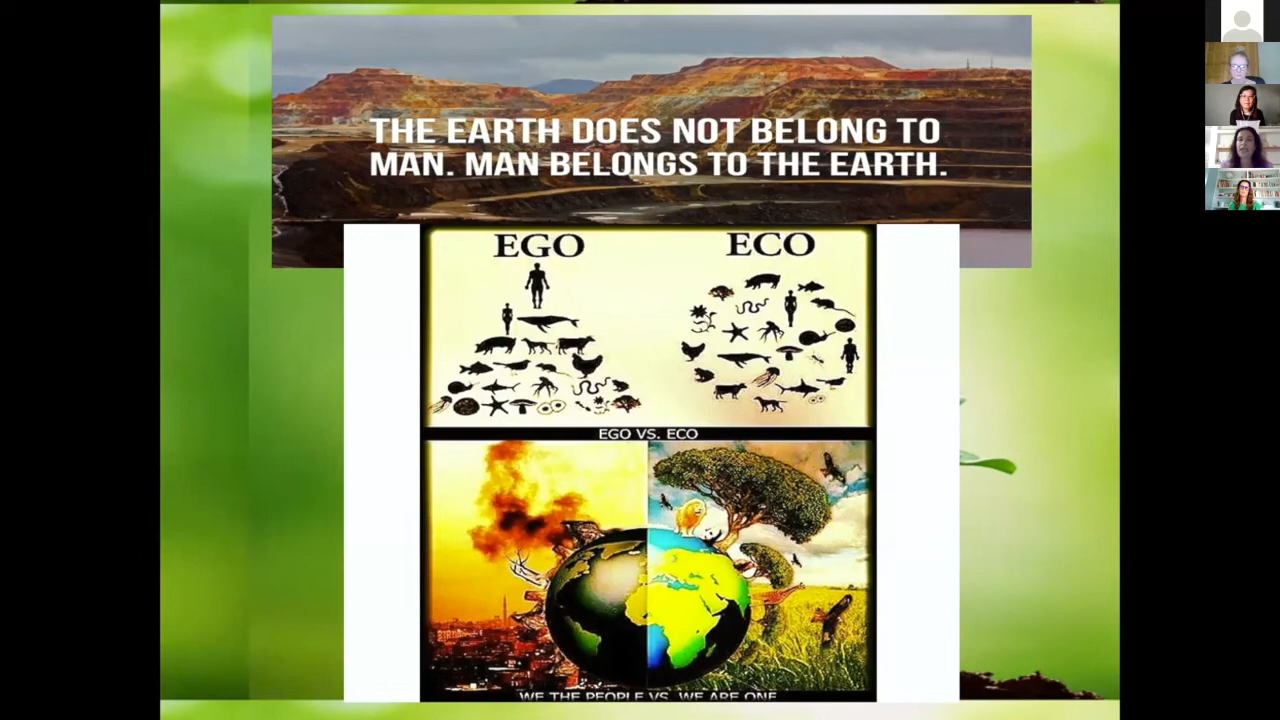 THE EARTH DOES NOT BELONG TO
MAN. MAN BELONGS TO THE EARTH.
EGO
ECO
EGO VS. ECO
WE THE PEOPLE VS. WE ARE ONE